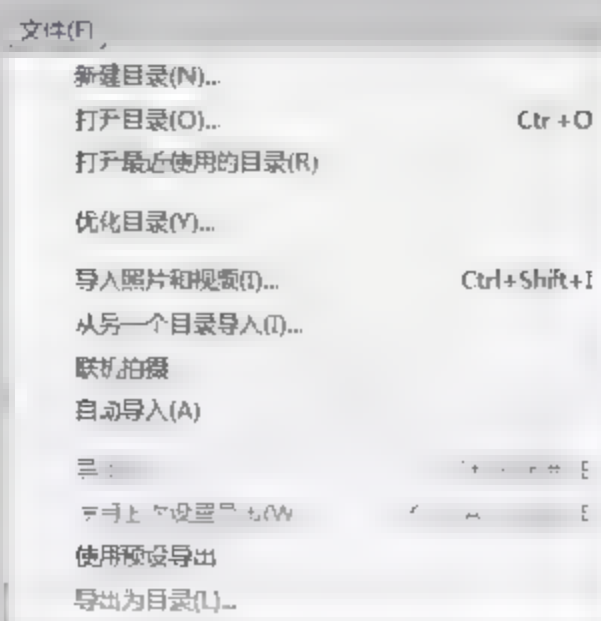 文件(F)
新建目录(N)...
打开目录(O)... Ctrl+O
打开最近使用的目录(R)
优化目录(Y)...
导入照片和视频(I)... Ctrl+Shift+I
从另一个目录导入(I)...
联机拍摄
自动导入(A)
使用预设导出
导出为目录(L)...